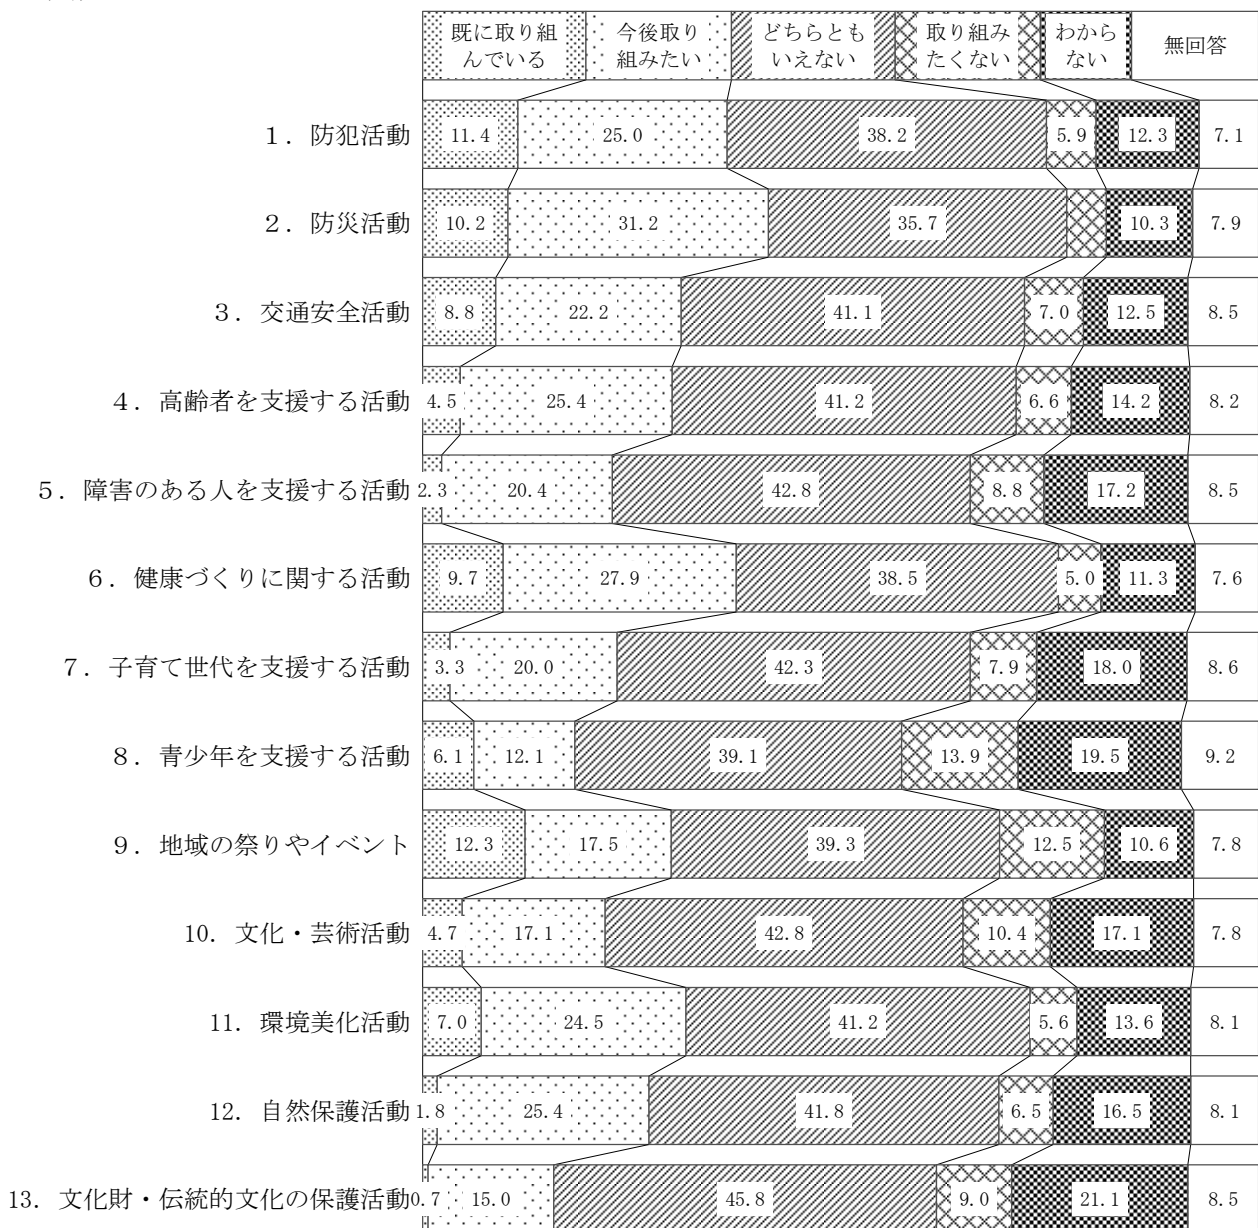 既に取り組んでいる 今後取り組みたい どちらともいえない 取り組みたくない わからない 無回答
１．防犯活動 11.4 25.0 38.2 5.9 12.3 7.1
２．防災活動 10.2 31.2 35.7 10.3 7.9
３．交通安全活動 8.8 22.2 41.1 7.0 12.5 8.5
４．高齢者を支援する活動 4.5 25.4 41.2 6.6 14.2 8.2
５．障害のある人を支援する活動 2.3 20.4 42.8 8.8 17.2 8.5
６．健康づくりに関する活動 9.7 27.9 38.5 5.0 11.3 7.6
７．子育て世代を支援する活動 3.3 20.0 42.3 7.9 18.0 8.6
８．青少年を支援する活動 6.1 12.1 39.1 13.9 19.5 9.2
９．地域の祭りやイベント 12.3 17.5 39.3 12.5 10.6 7.8
10．文化・芸術活動 4.7 17.1 42.8 10.4 17.1 7.8
11．環境美化活動 7.0 24.5 41.2 5.6 13.6 8.1
12．自然保護活動 1.8 25.4 41.8 6.5 16.5 8.1
13．文化財・伝統的文化の保護活動 0.7 15.0 45.8 9.0 21.1 8.5